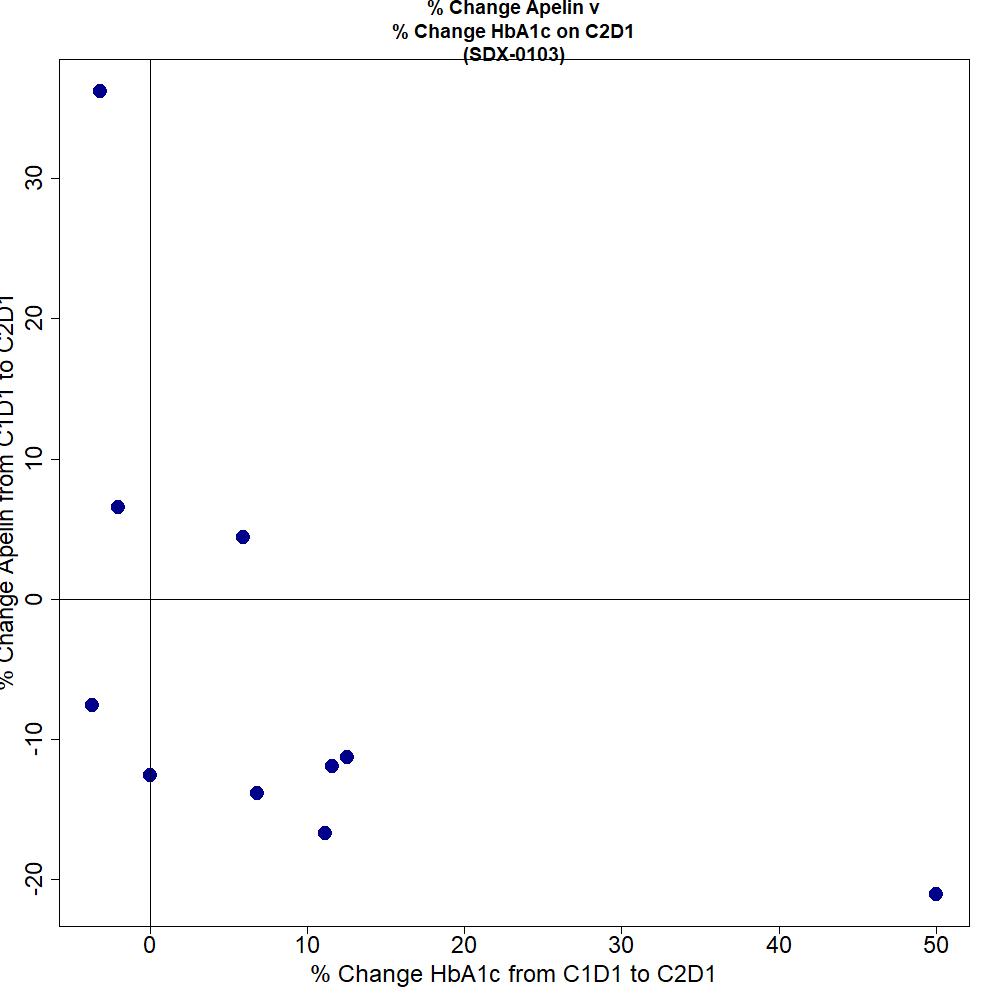 % Change Apelin v
% Change HbA1c on C2D1
(SDX-0103)
% Change Apelin from C1D1 to C2D1
30
20
10
0
-10
-20
0 10 20 30 40 50
% Change HbA1c from C1D1 to C2D1